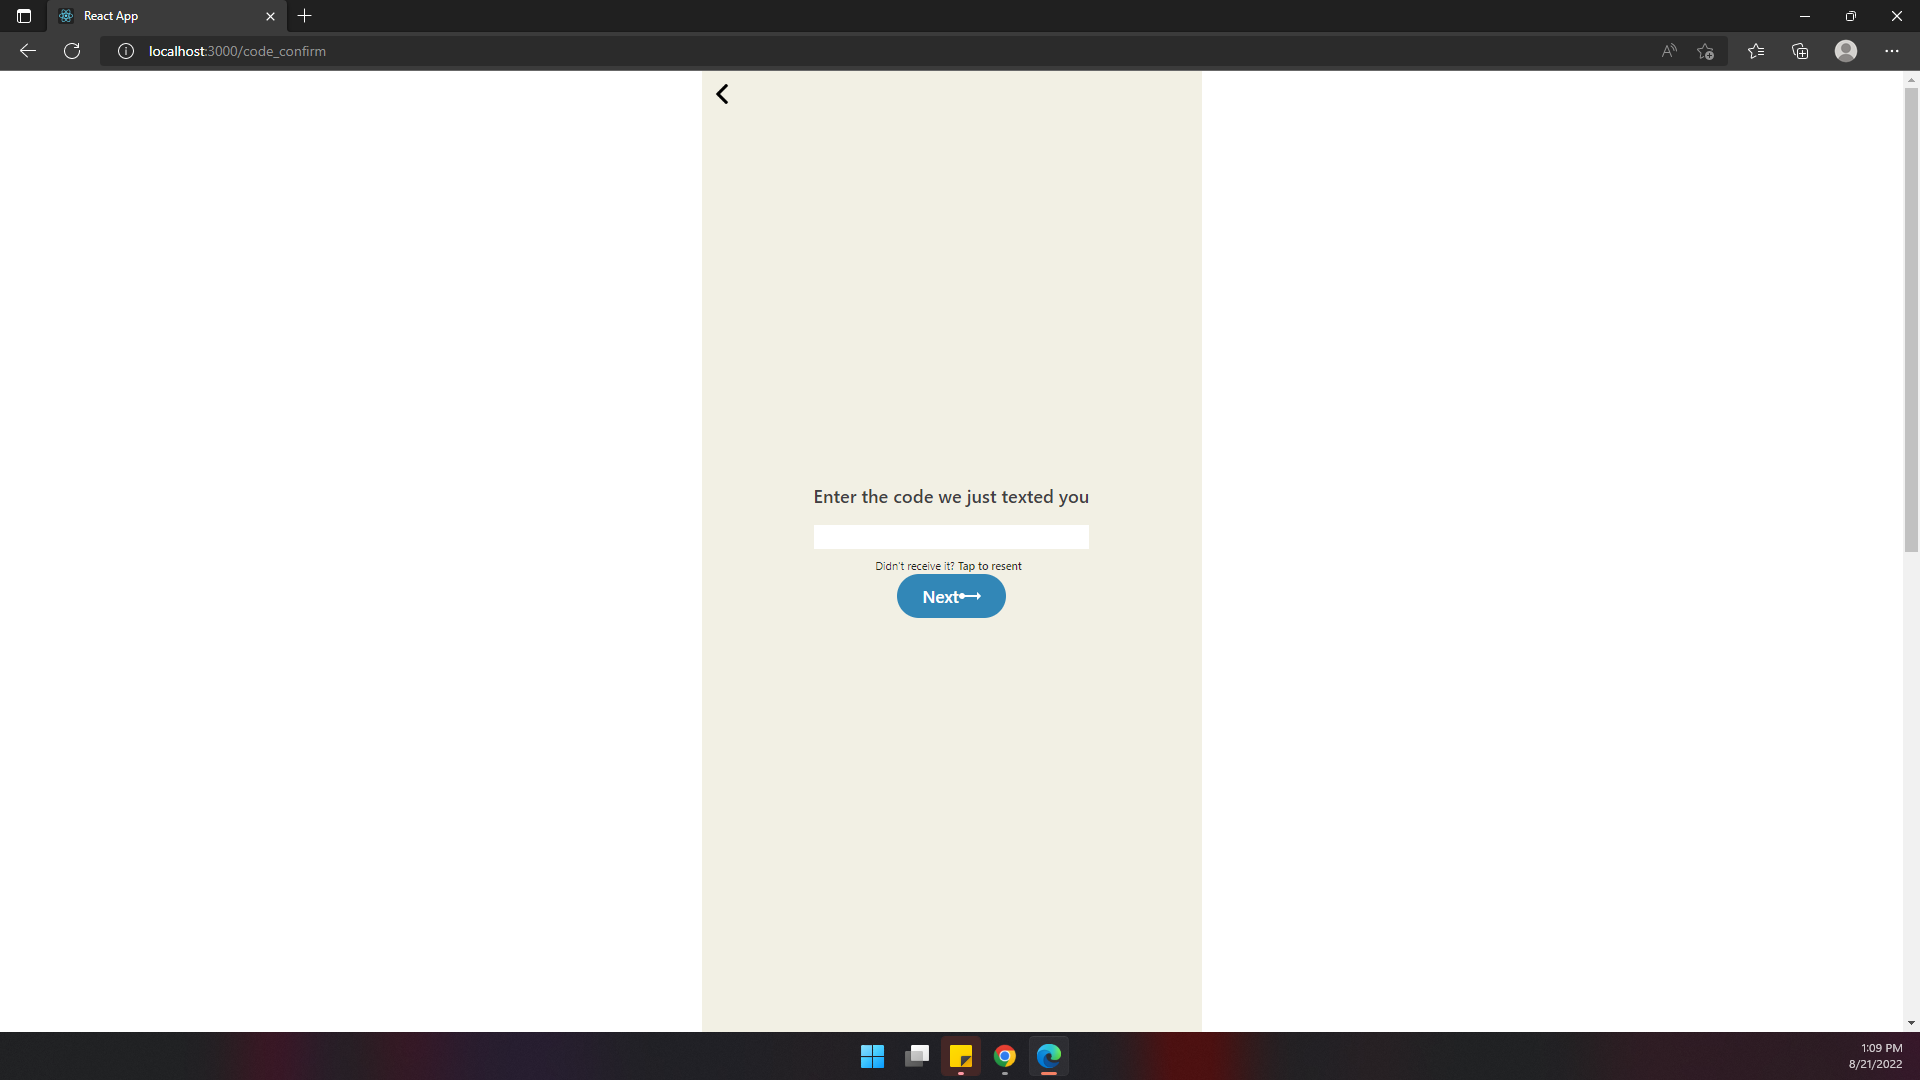 React App
localhost:3000/code_confirm
Enter the code we just texted you
Didn't receive it? Tap to resent
Next
1:09 PM
8/21/2022